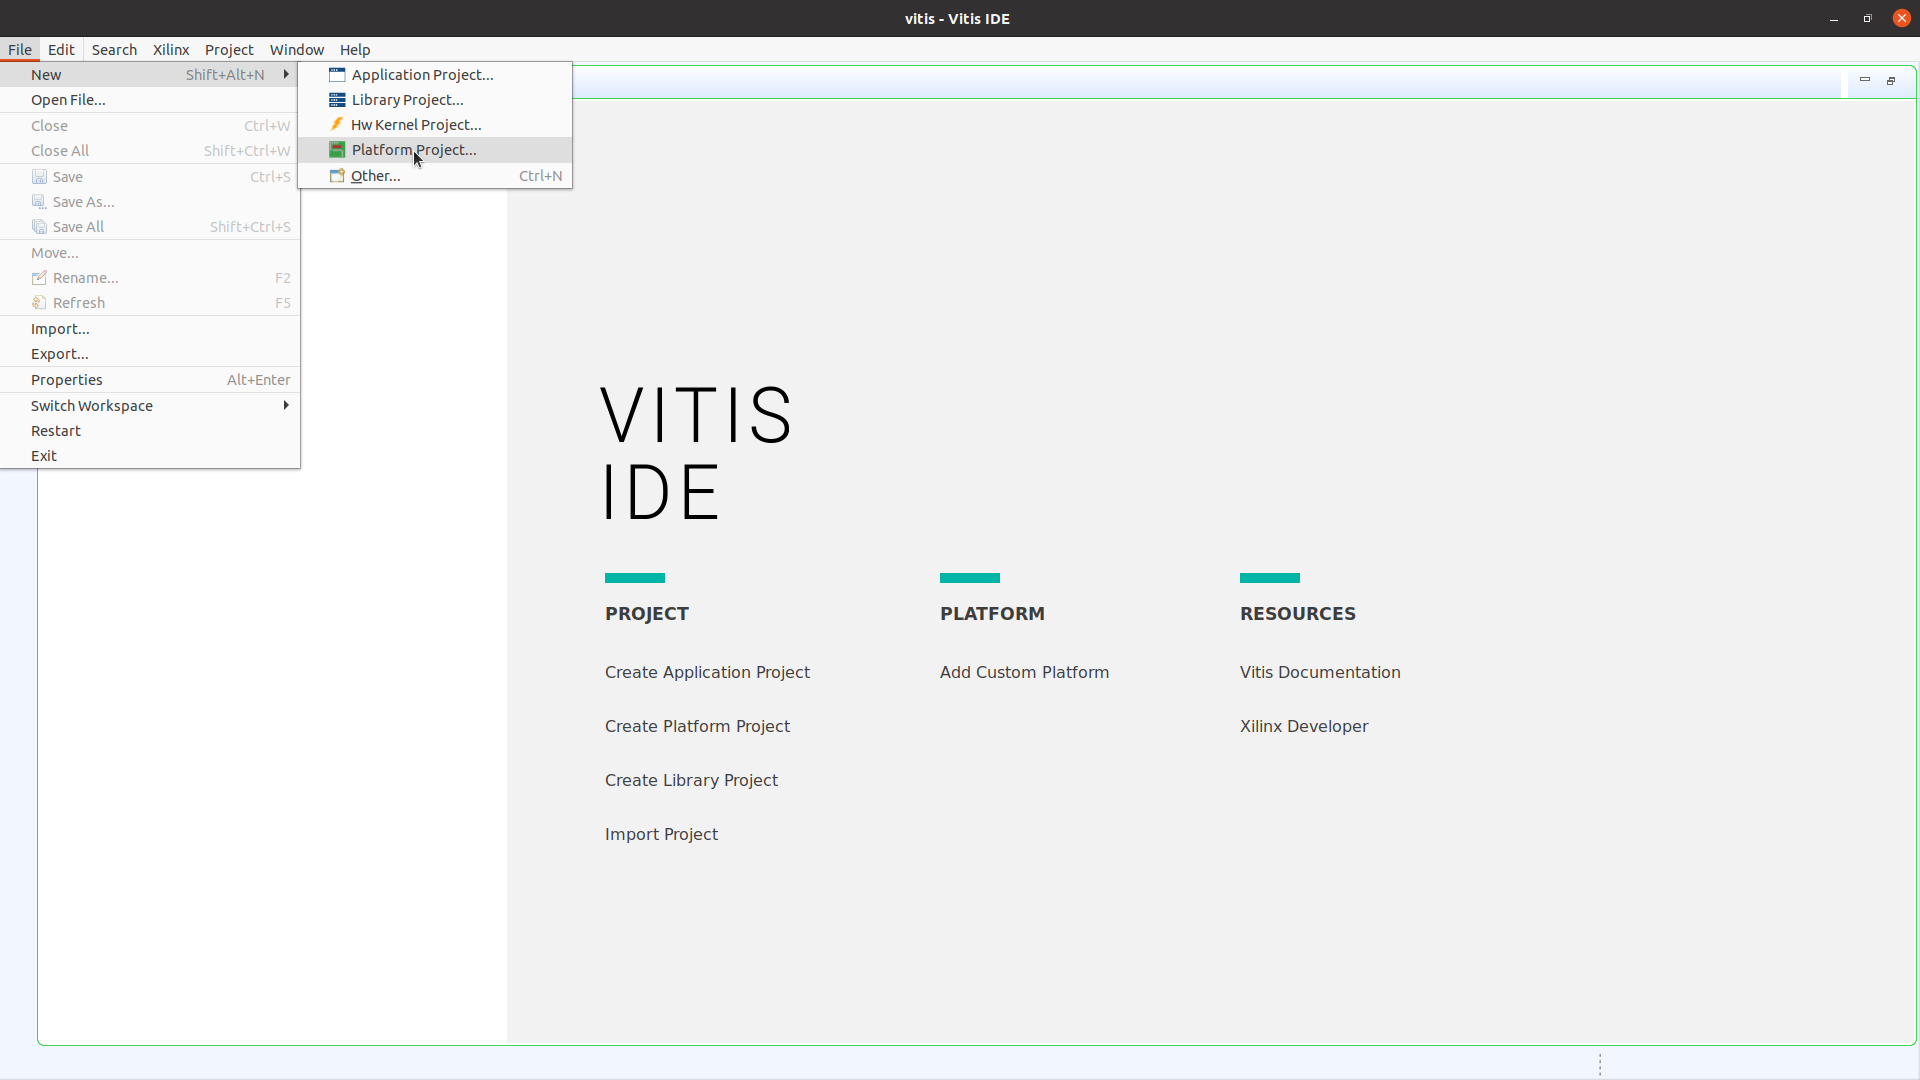 vitis - Vitis IDE
File Edit Search Xilinx Project Window Help
New Shift+Alt+N
Open File...
Close Ctrl+W
Close All Shift+Ctrl+W
Save Ctrl+S
Save As...
Save All Shift+Ctrl+S
Move...
Rename... F2
Refresh F5
Import...
Export...
Properties Alt+Enter
Switch Workspace
Restart
Exit
Application Project...
Library Project...
Hw Kernel Project...
Platform Project...
Other... Ctrl+N
VITIS
IDE
PROJECT
Create Application Project
Create Platform Project
Create Library Project
Import Project
PLATFORM
Add Custom Platform
RESOURCES
Vitis Documentation
Xilinx Developer